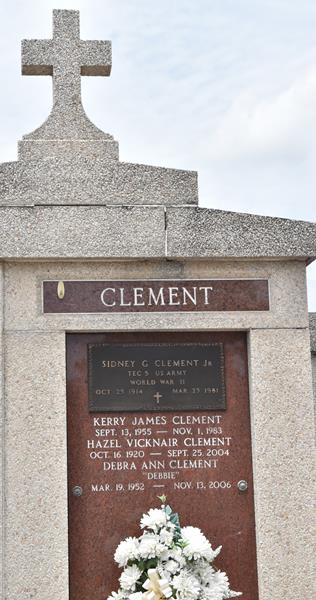 CLEMENT
SIDNEY G CLEMENT JR
TEC 5 US ARMY
WORLD WAR II
OCT 25 1914 MAR 25 1981
KERRY JAMES CLEMENT
SEPT. 13, 1955 — NOV. 1, 1983
HAZEL VICKNAIR CLEMENT
OCT. 16, 1920 — SEPT. 25, 2004
DEBRA ANN CLEMENT
"DEBBIE"
MAR. 19, 1952 — NOV. 13, 2006